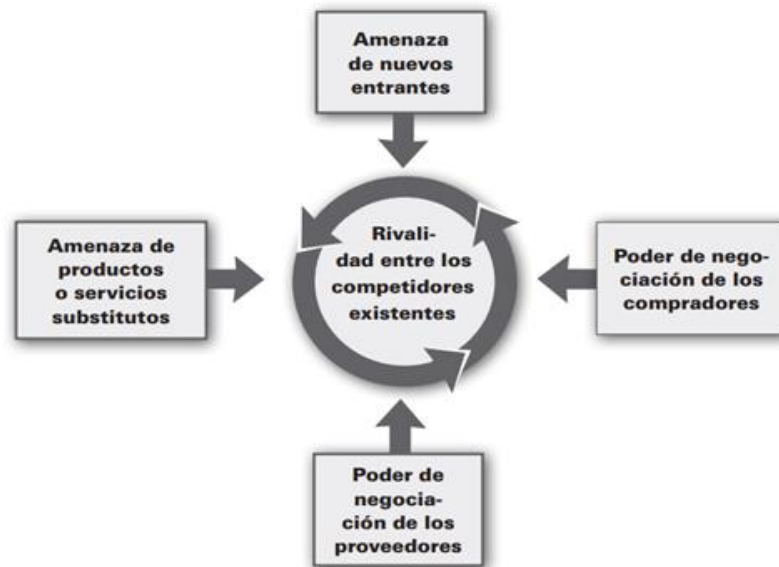 Amenaza
de nuevos
entrantes
Amenaza de
productos
o servicios
substitutos
Rivali-
dad entre los
competidores
existentes
Poder de nego-
ciación de los
compradores
Poder de
negocia-
ción de los
proveedores